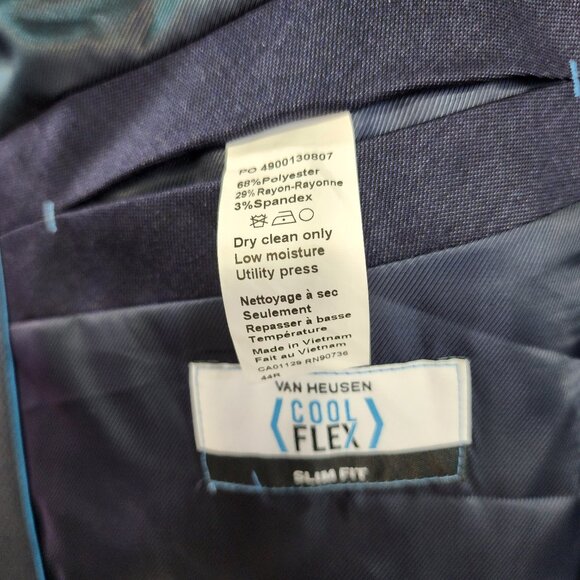 PO 4900130807
68%Polyester
29% Rayon-Rayonne
3%Spandex
Dry clean only
Low moisture
Utility press
Nettoyage à sec
Seulement
Repasser à basse
Température
Made in Vietnam
Fait au Vietnam
CA01129 RN90736
44R
VAN HEUSEN
COOL
FLEX
SLIM FIT